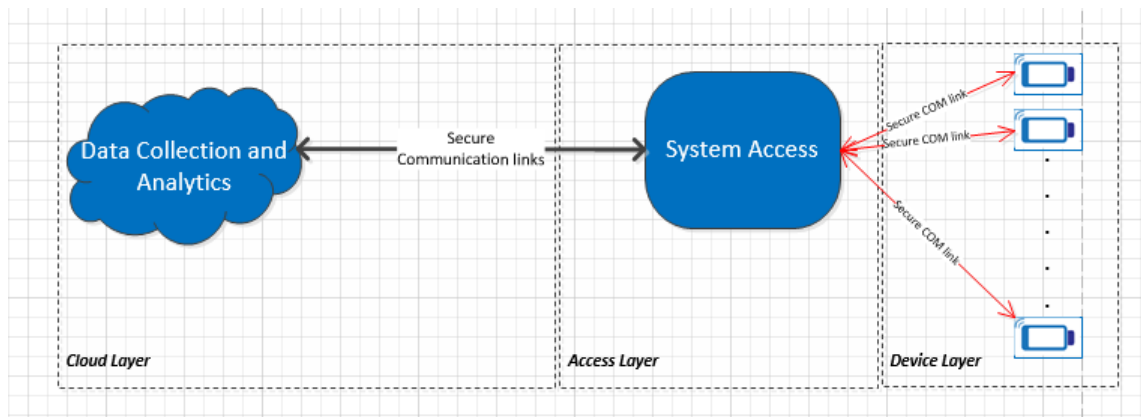 Data Collection and
Analytics
Secure
Communication links
System Access
Secure COM link
Secure COM link
Secure COM link
Cloud Layer
Access Layer
Device Layer